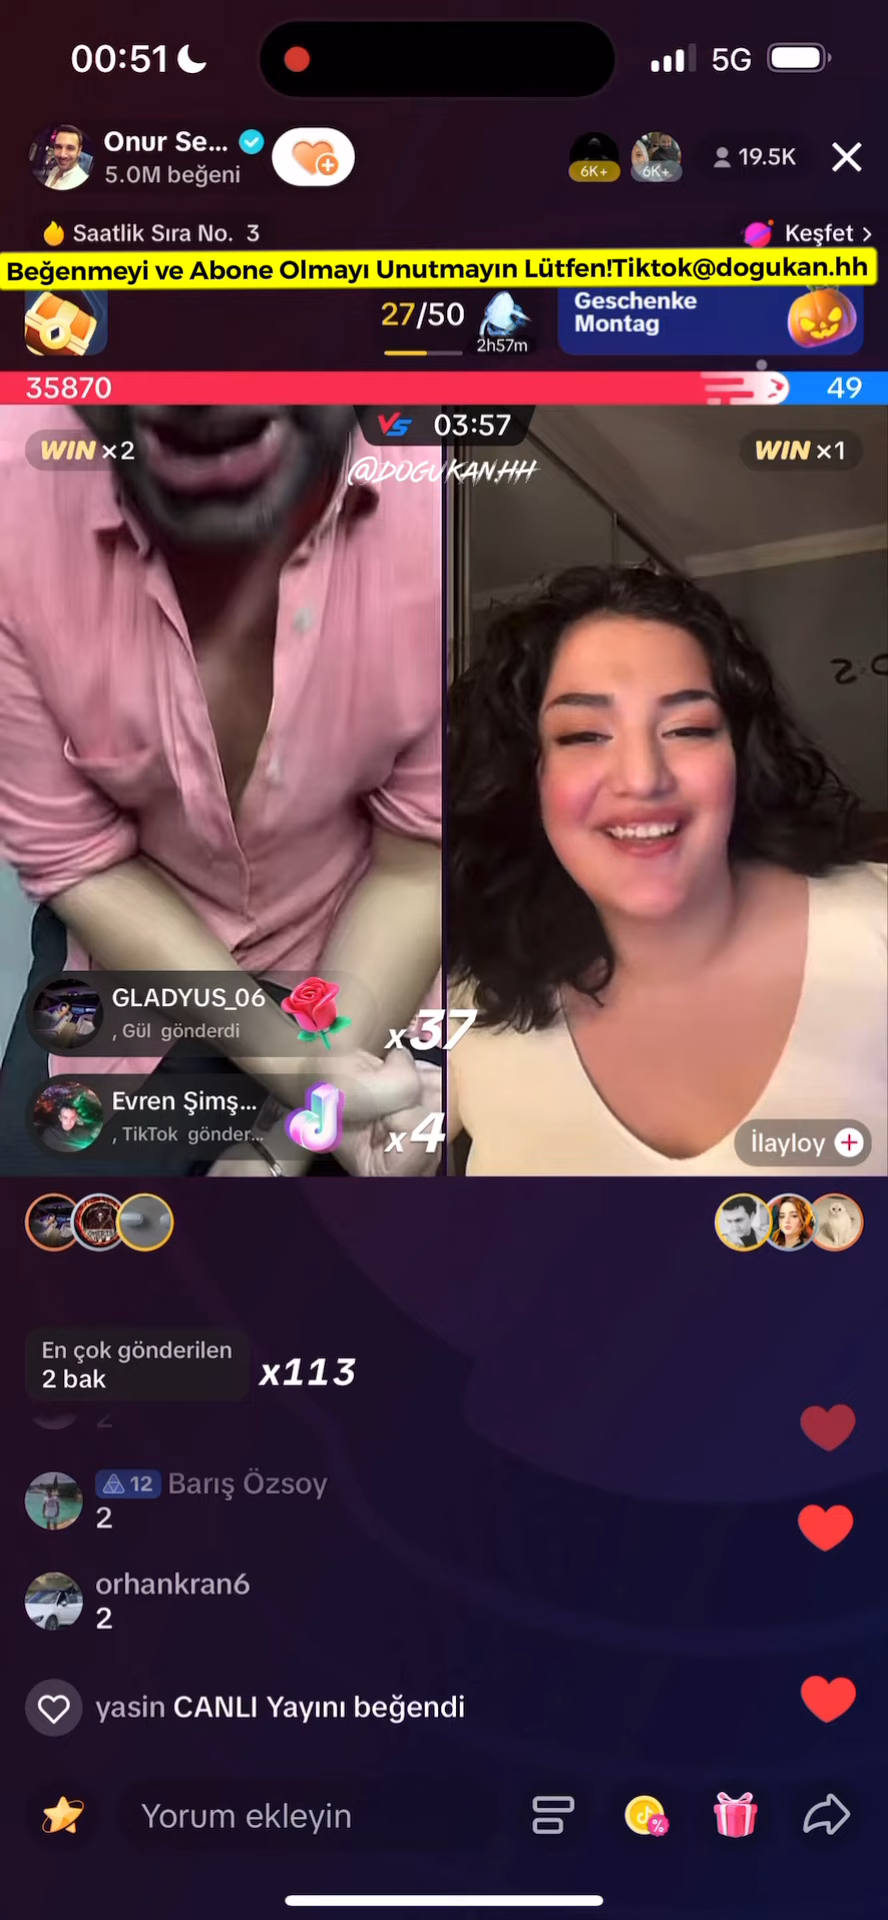 00:51
5G
Onur Se...
5.0M beğeni
6K+
6K+
19.5K
Saatlik Sıra No. 3
Keşfet >
Beğenmeyi ve Abone Olmayı Unutmayın Lütfen!Tiktok@dogukan.hh
27/50
2h57m
Geschenke
Montag
35870
49
VS 03:57
WIN x2
WIN x1
@DOGUKAN.HH
GLADYUS_06
, Gül gönderdi
x37
Evren Şimş...
, TikTok gönder...
x4
İlayloy +
En çok gönderilen
2 bak
x113
2
12 Barış Özsoy
2
orhankran6
2
yasin CANLI Yayını beğendi
Yorum ekleyin